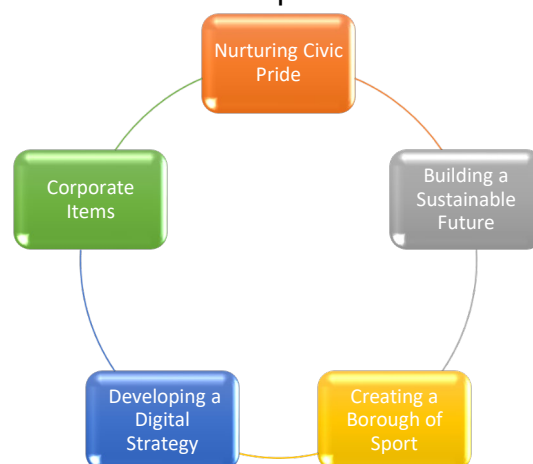 Nurturing Civic
Pride
Building a
Sustainable
Future
Creating a
Borough of
Sport
Developing a
Digital
Strategy
Corporate
Items